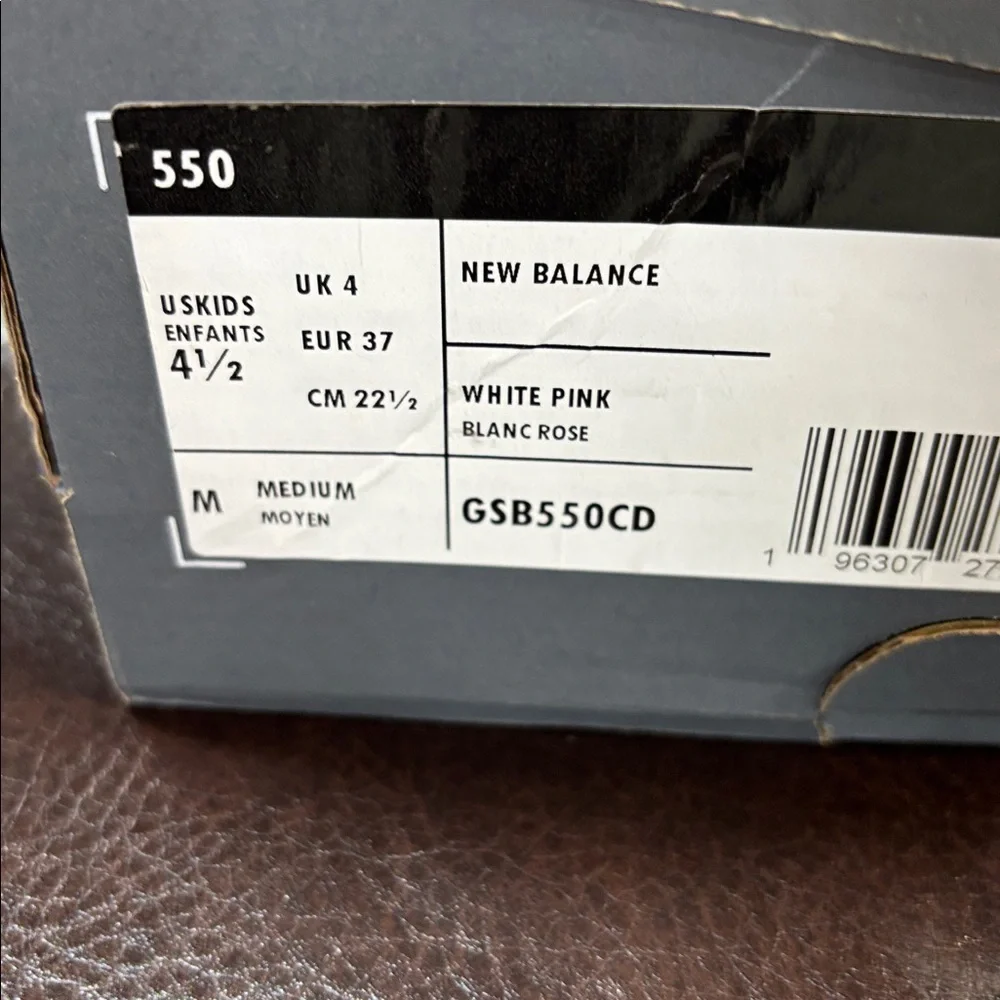 550
USKIDS
ENFANTS
4½
UK 4
EUR 37
CM 22½
M
MEDIUM
MOYEN
NEW BALANCE
WHITE PINK
BLANC ROSE
GSB550CD
1 96307 27